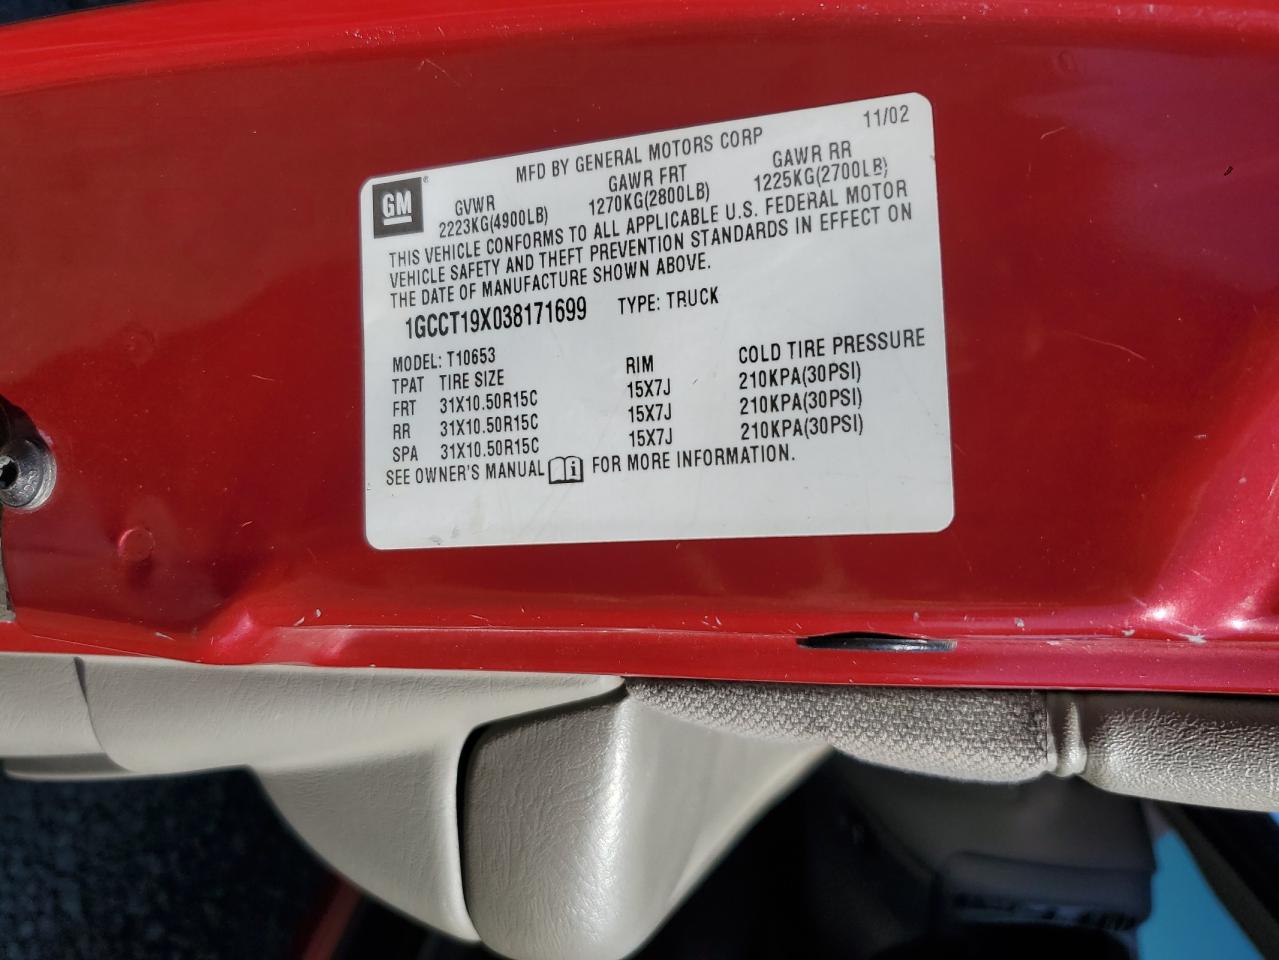 11/02
MFD BY GENERAL MOTORS CORP
GM®
GVWR GAWR FRT GAWR RR
2223KG(4900LB) 1270KG(2800LB) 1225KG(2700LB)
THIS VEHICLE CONFORMS TO ALL APPLICABLE U.S. FEDERAL MOTOR
VEHICLE SAFETY AND THEFT PREVENTION STANDARDS IN EFFECT ON
THE DATE OF MANUFACTURE SHOWN ABOVE.
1GCCT19X038171699 TYPE: TRUCK
MODEL: T10653
TPAT TIRE SIZE RIM COLD TIRE PRESSURE
FRT 31X10.50R15C 15X7J 210KPA(30PSI)
RR 31X10.50R15C 15X7J 210KPA(30PSI)
SPA 31X10.50R15C 15X7J 210KPA(30PSI)
SEE OWNER'S MANUAL FOR MORE INFORMATION.